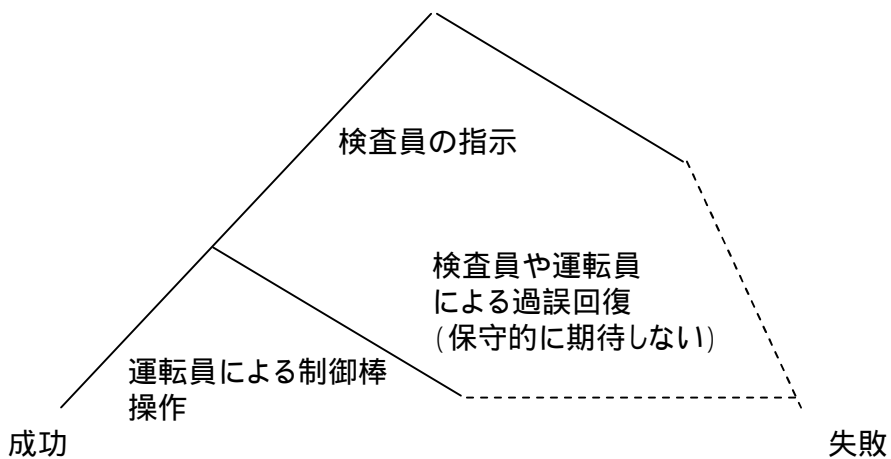 検査員の指示
検査員や運転員
による過誤回復
(保守的に期待しない)
運転員による制御棒
操作
成功
失敗